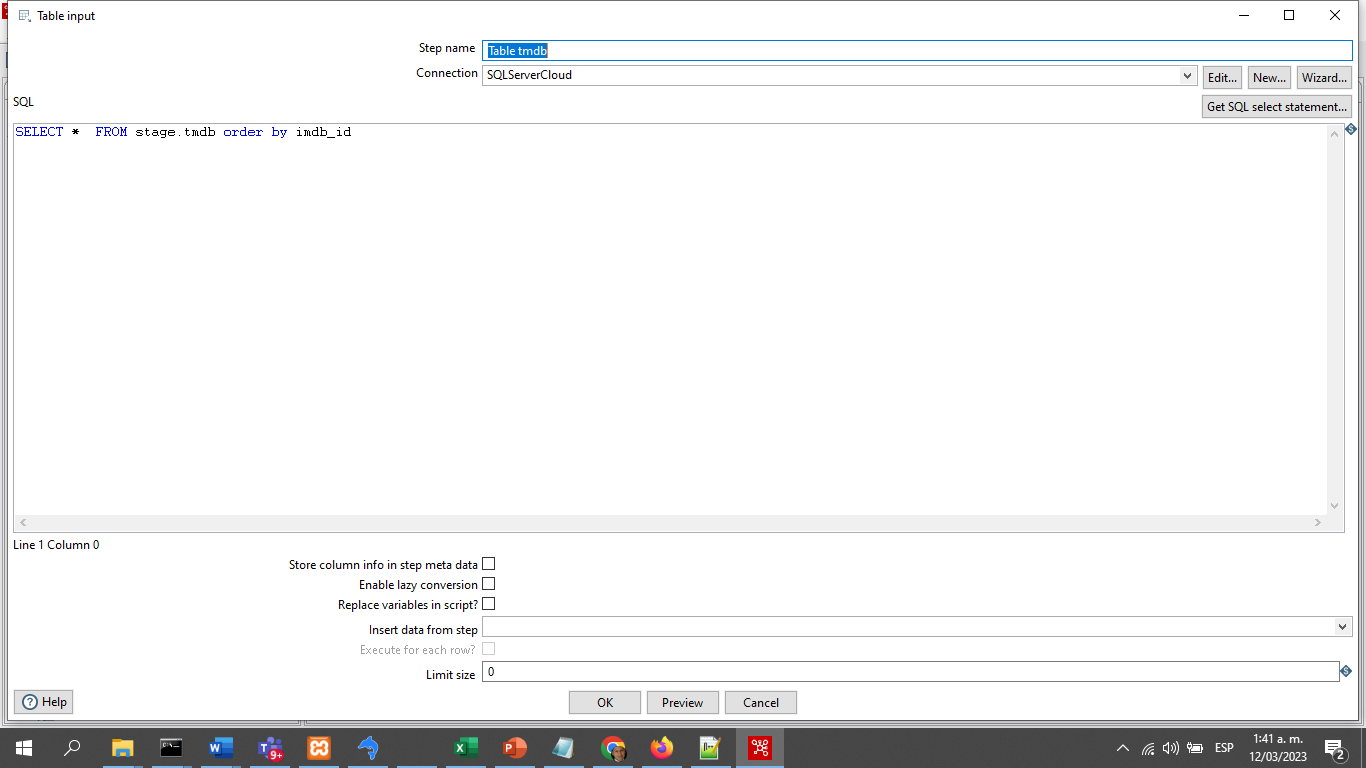 Table input
Step name Table tmdb
Connection SQLServerCloud Edit... New... Wizard...
SQL Get SQL select statement...
SELECT *  FROM stage.tmdb order by imdb_id
Line 1 Column 0
Store column info in step meta data
Enable lazy conversion
Replace variables in script?
Insert data from step
Execute for each row?
Limit size 0
Help OK Preview Cancel
9+ ESP 1:41 a. m.
12/03/2023 2